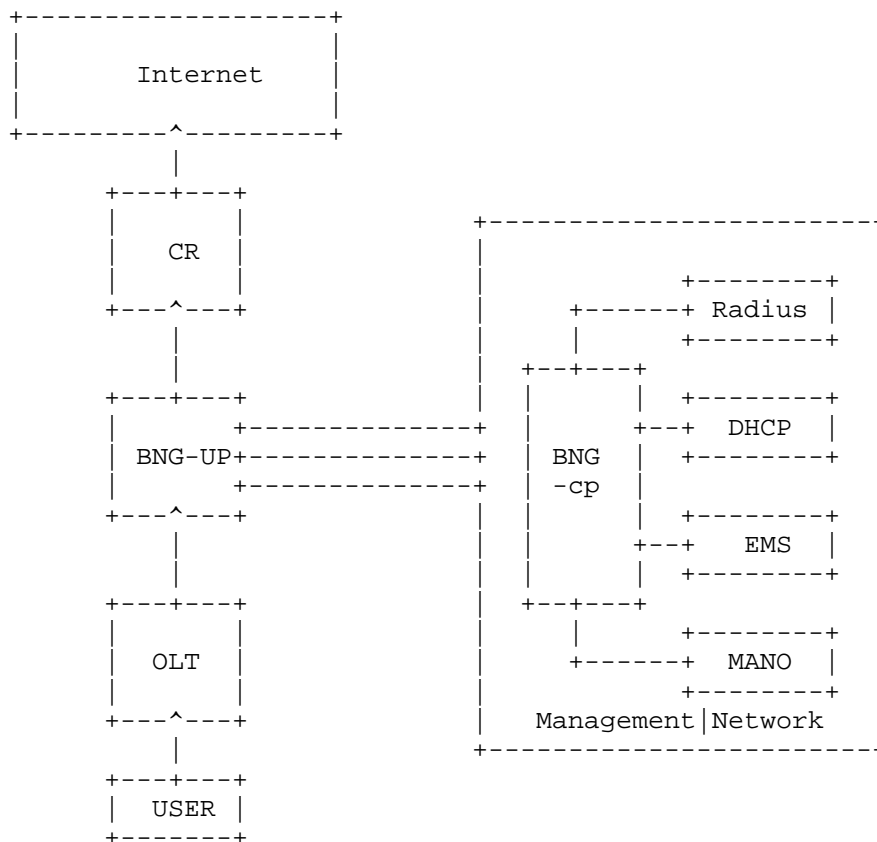 Internet
CR
Radius
BNG-UP
BNG
-cp
DHCP
EMS
OLT
MANO
Management|Network
USER